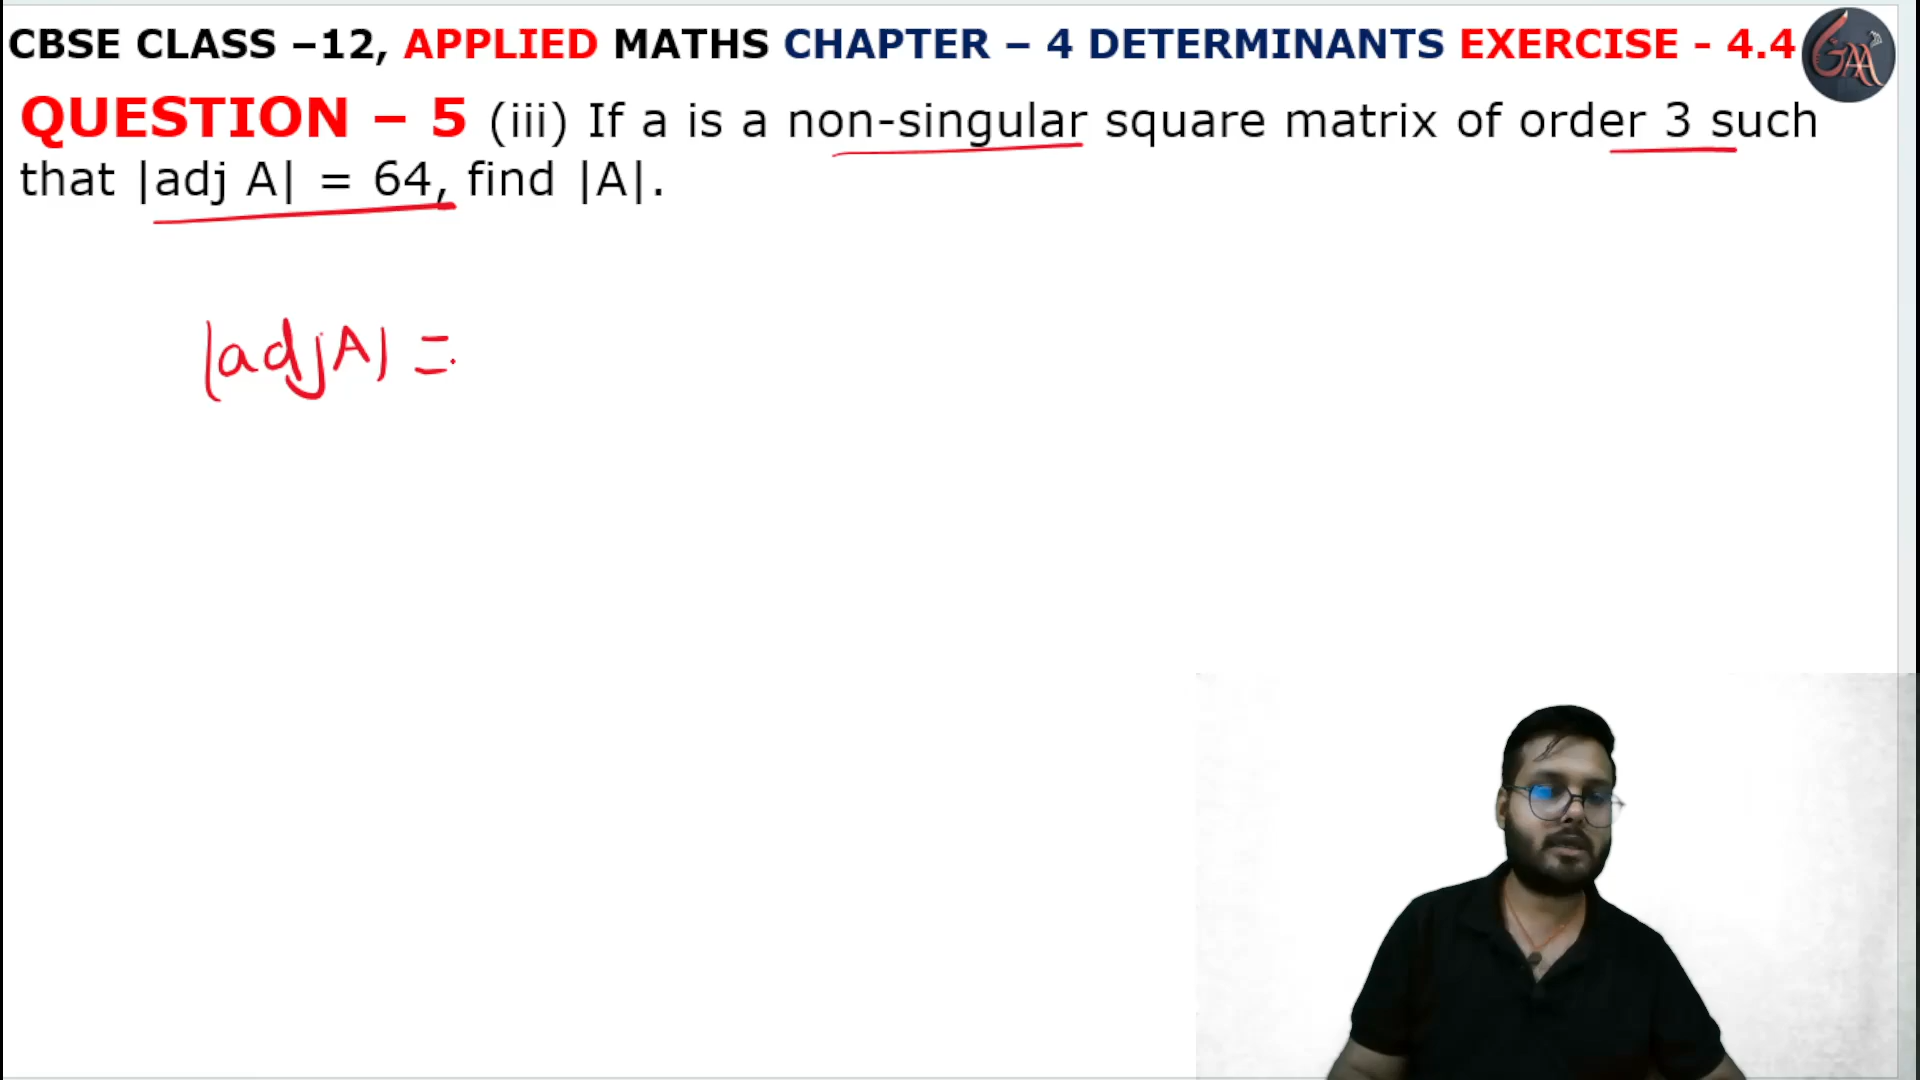 CBSE CLASS –12, APPLIED MATHS CHAPTER – 4 DETERMINANTS EXERCISE - 4.4
QUESTION – 5 (iii) If a is a non-singular square matrix of order 3 such
that |adj A| = 64, find |A|.
|adjA| =